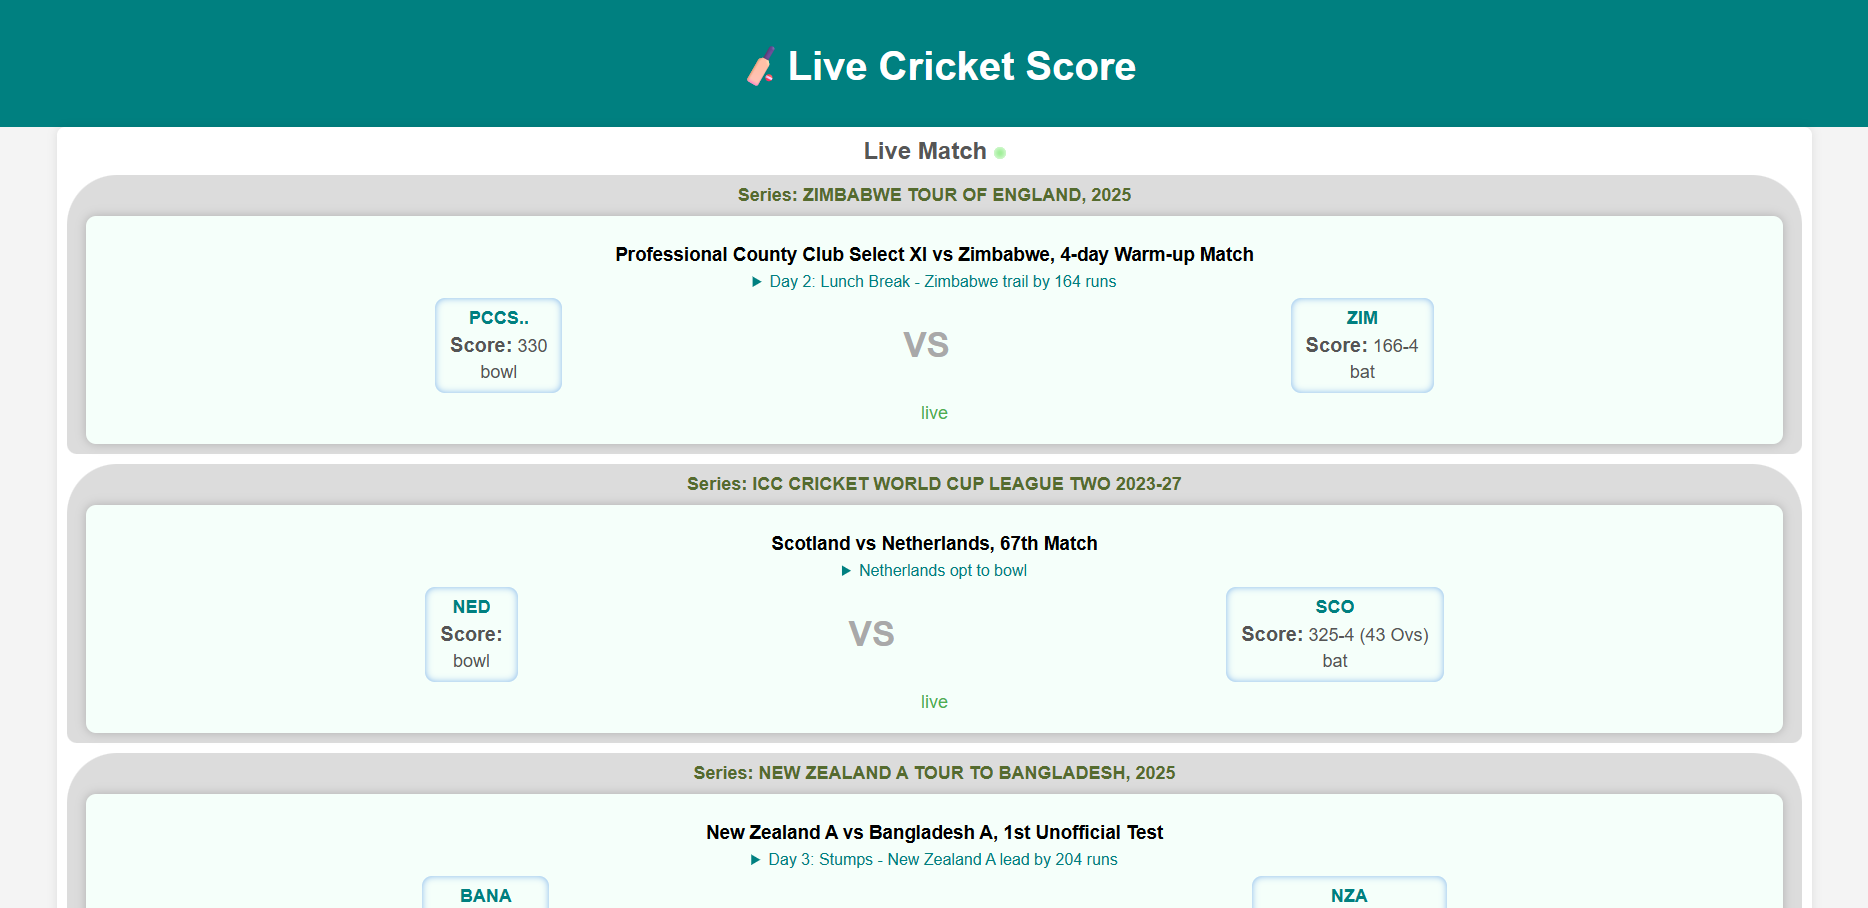 Live Cricket Score
Live Match
Series: ZIMBABWE TOUR OF ENGLAND, 2025
Professional County Club Select XI vs Zimbabwe, 4-day Warm-up Match
Day 2: Lunch Break - Zimbabwe trail by 164 runs
PCCS..
Score: 330
bowl
VS
ZIM
Score: 166-4
bat
live
Series: ICC CRICKET WORLD CUP LEAGUE TWO 2023-27
Scotland vs Netherlands, 67th Match
Netherlands opt to bowl
NED
Score:
bowl
VS
SCO
Score: 325-4 (43 Ovs)
bat
live
Series: NEW ZEALAND A TOUR TO BANGLADESH, 2025
New Zealand A vs Bangladesh A, 1st Unofficial Test
Day 3: Stumps - New Zealand A lead by 204 runs
BANA
NZA